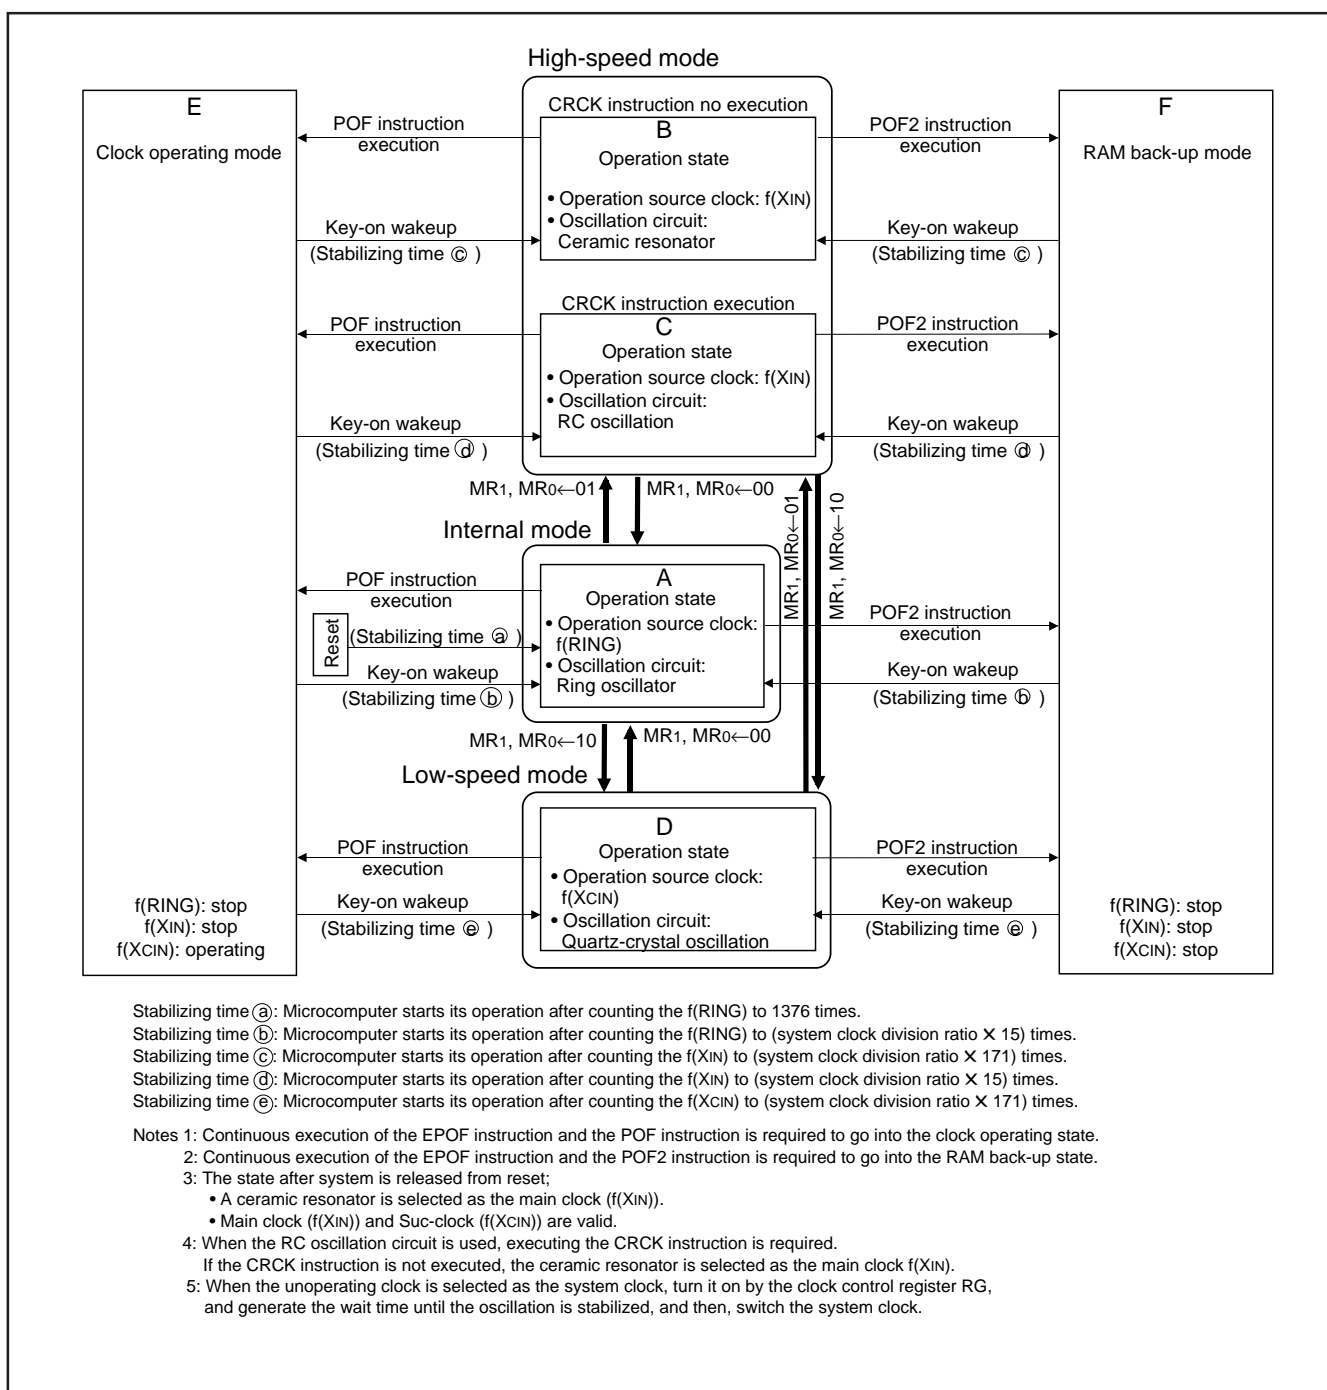 High-speed mode
E
Clock operating mode
f(RING): stop
f(XIN): stop
f(XCIN): operating
POF instruction
execution
Key-on wakeup
(Stabilizing time ⓒ )
POF instruction
execution
Key-on wakeup
(Stabilizing time ⓓ )
CRCK instruction no execution
B
Operation state
• Operation source clock: f(XIN)
• Oscillation circuit:
Ceramic resonator
CRCK instruction execution
C
Operation state
• Operation source clock: f(XIN)
• Oscillation circuit:
RC oscillation
POF2 instruction
execution
Key-on wakeup
(Stabilizing time ⓒ )
POF2 instruction
execution
Key-on wakeup
(Stabilizing time ⓓ )
F
RAM back-up mode
f(RING): stop
f(XIN): stop
f(XCIN): stop
MR1, MR0←01
MR1, MR0←00
MR1, MR0←01
MR1, MR0←10
Internal mode
POF instruction
execution
Reset
(Stabilizing time ⓐ )
Key-on wakeup
(Stabilizing time ⓑ )
A
Operation state
• Operation source clock:
f(RING)
• Oscillation circuit:
Ring oscillator
POF2 instruction
execution
Key-on wakeup
(Stabilizing time ⓑ )
MR1, MR0←10
MR1, MR0←00
Low-speed mode
POF instruction
execution
Key-on wakeup
(Stabilizing time ⓔ )
D
Operation state
• Operation source clock:
f(XCIN)
• Oscillation circuit:
Quartz-crystal oscillation
POF2 instruction
execution
Key-on wakeup
(Stabilizing time ⓔ )
Stabilizing time ⓐ: Microcomputer starts its operation after counting the f(RING) to 1376 times.
Stabilizing time ⓑ: Microcomputer starts its operation after counting the f(RING) to (system clock division ratio ✕ 15) times.
Stabilizing time ⓒ: Microcomputer starts its operation after counting the f(XIN) to (system clock division ratio ✕ 171) times.
Stabilizing time ⓓ: Microcomputer starts its operation after counting the f(XIN) to (system clock division ratio ✕ 15) times.
Stabilizing time ⓔ: Microcomputer starts its operation after counting the f(XCIN) to (system clock division ratio ✕ 171) times.
Notes 1: Continuous execution of the EPOF instruction and the POF instruction is required to go into the clock operating state.
2: Continuous execution of the EPOF instruction and the POF2 instruction is required to go into the RAM back-up state.
3: The state after system is released from reset;
• A ceramic resonator is selected as the main clock (f(XIN)).
• Main clock (f(XIN)) and Suc-clock (f(XCIN)) are valid.
4: When the RC oscillation circuit is used, executing the CRCK instruction is required.
If the CRCK instruction is not executed, the ceramic resonator is selected as the main clock f(XIN).
5: When the unoperating clock is selected as the system clock, turn it on by the clock control register RG,
and generate the wait time until the oscillation is stabilized, and then, switch the system clock.